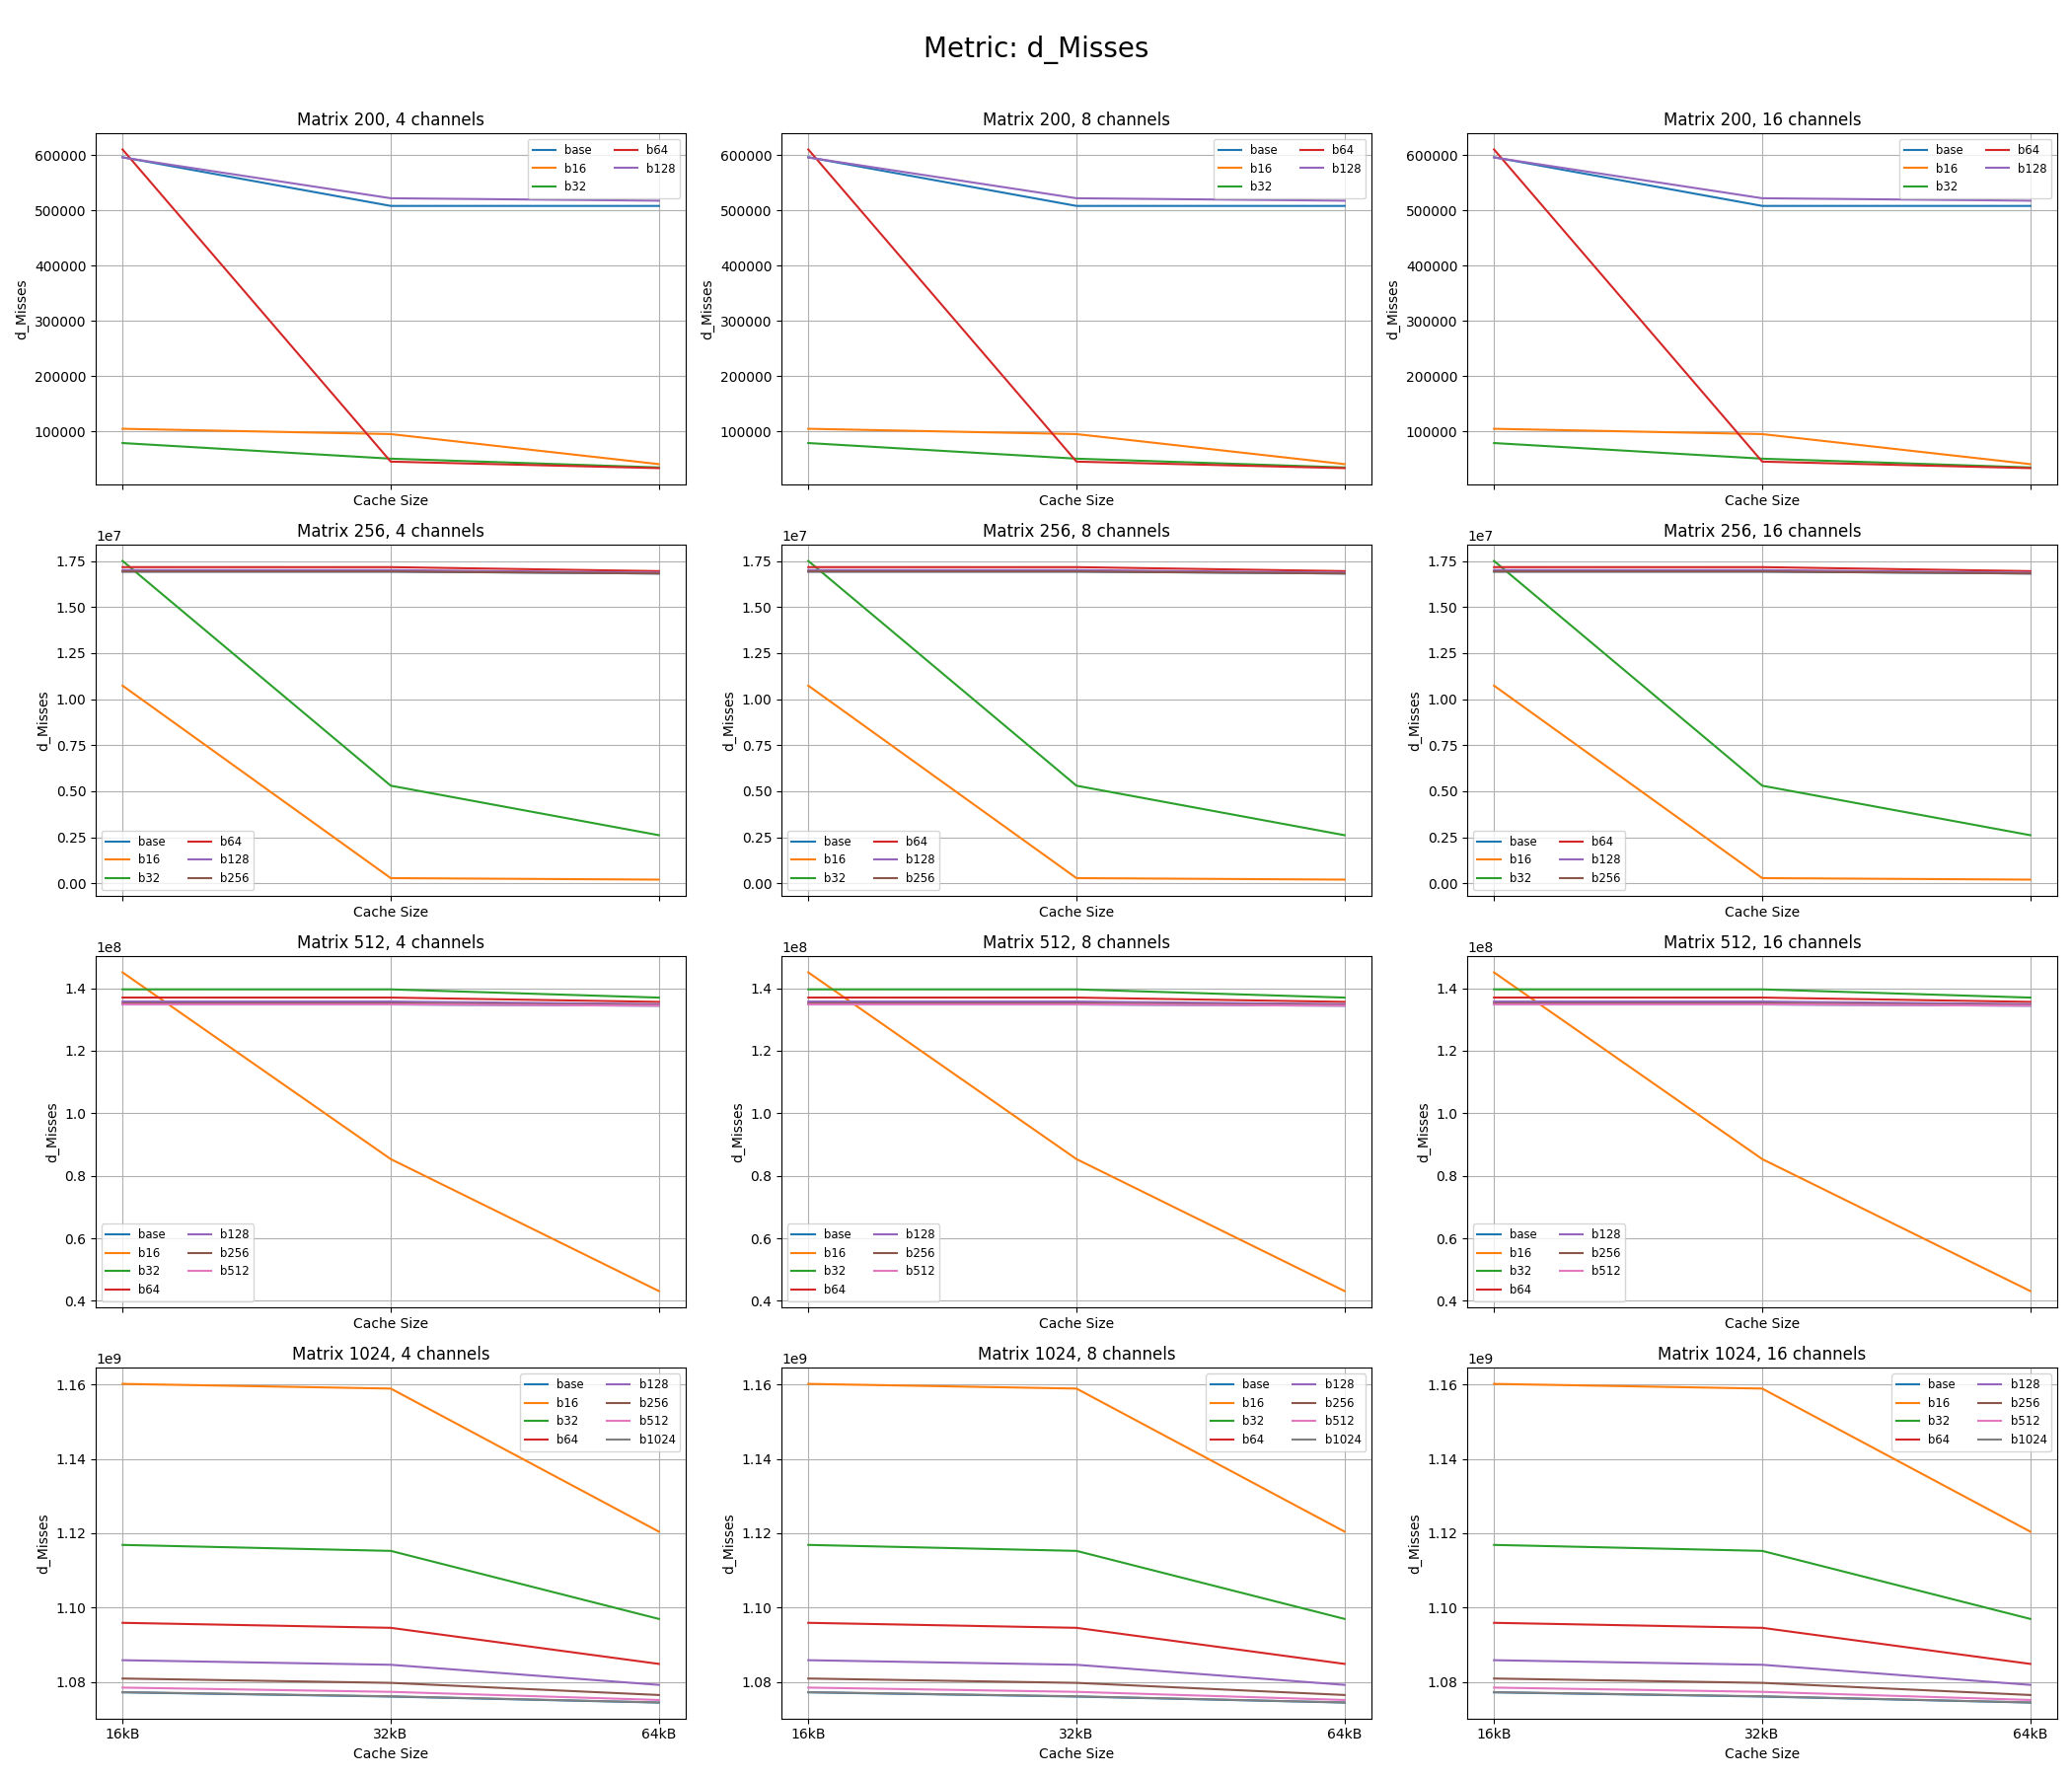 Metric: d_Misses
Matrix 200, 4 channels
600000
500000
400000
300000
200000
100000
d_Misses
base
b16
b32
b64
b128
Cache Size
Matrix 200, 8 channels
600000
500000
400000
300000
200000
100000
d_Misses
base
b16
b32
b64
b128
Cache Size
Matrix 200, 16 channels
600000
500000
400000
300000
200000
100000
d_Misses
base
b16
b32
b64
b128
Cache Size
Matrix 256, 4 channels
1e7
1.75
1.50
1.25
1.00
0.75
0.50
0.25
0.00
d_Misses
base
b16
b32
b64
b128
b256
Cache Size
Matrix 256, 8 channels
1e7
1.75
1.50
1.25
1.00
0.75
0.50
0.25
0.00
d_Misses
base
b16
b32
b64
b128
b256
Cache Size
Matrix 256, 16 channels
1e7
1.75
1.50
1.25
1.00
0.75
0.50
0.25
0.00
d_Misses
base
b16
b32
b64
b128
b256
Cache Size
Matrix 512, 4 channels
1e8
1.4
1.2
1.0
0.8
0.6
0.4
d_Misses
base
b16
b32
b64
b128
b256
b512
Cache Size
Matrix 512, 8 channels
1e8
1.4
1.2
1.0
0.8
0.6
0.4
d_Misses
base
b16
b32
b64
b128
b256
b512
Cache Size
Matrix 512, 16 channels
1e8
1.4
1.2
1.0
0.8
0.6
0.4
d_Misses
base
b16
b32
b64
b128
b256
b512
Cache Size
Matrix 1024, 4 channels
1e9
1.16
1.14
1.12
1.10
1.08
d_Misses
base
b16
b32
b64
b128
b256
b512
b1024
16kB
32kB
64kB
Cache Size
Matrix 1024, 8 channels
1e9
1.16
1.14
1.12
1.10
1.08
d_Misses
base
b16
b32
b64
b128
b256
b512
b1024
16kB
32kB
64kB
Cache Size
Matrix 1024, 16 channels
1e9
1.16
1.14
1.12
1.10
1.08
d_Misses
base
b16
b32
b64
b128
b256
b512
b1024
16kB
32kB
64kB
Cache Size